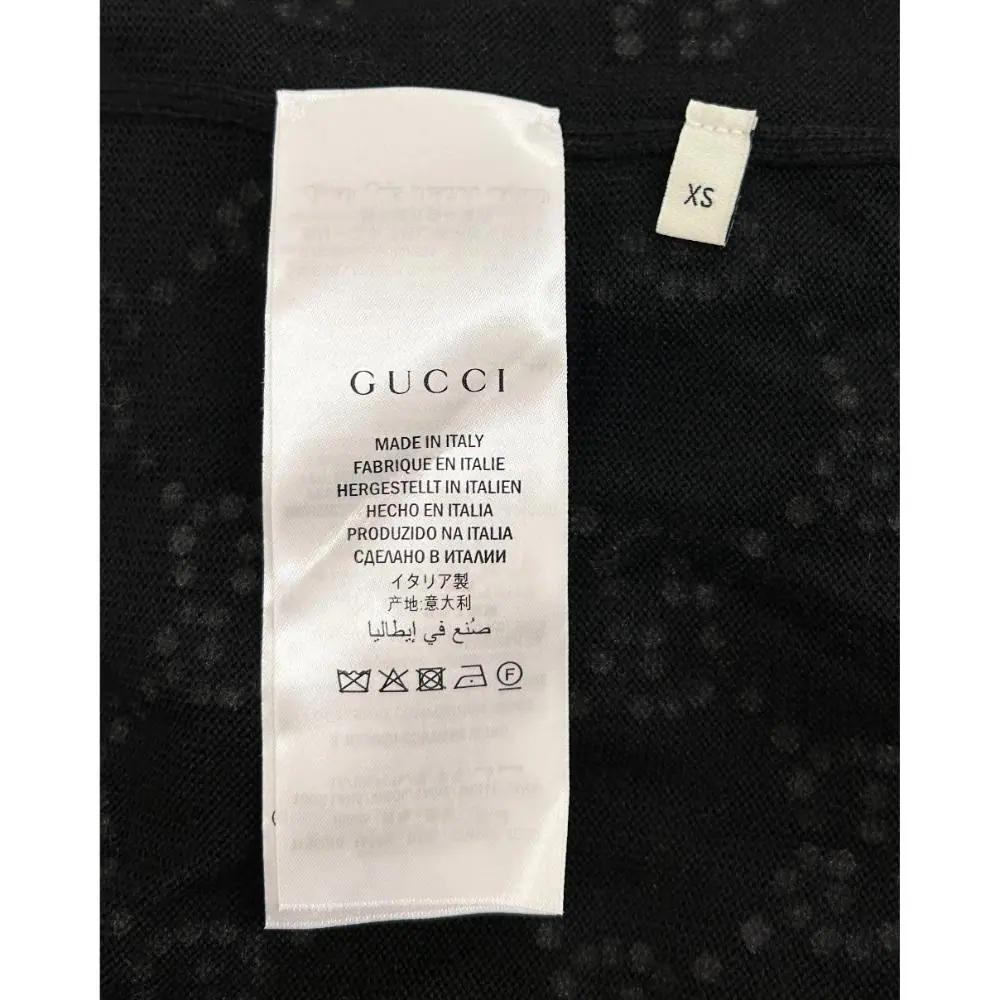 XS
GUCCI
MADE IN ITALY
FABRIQUE EN ITALIE
HERGESTELLT IN ITALIEN
HECHO EN ITALIA
PRODUZIDO NA ITALIA
СДЕЛАНО В ИТАЛИИ
イタリア製
产地:意大利
صُنع في إيطاليا
F